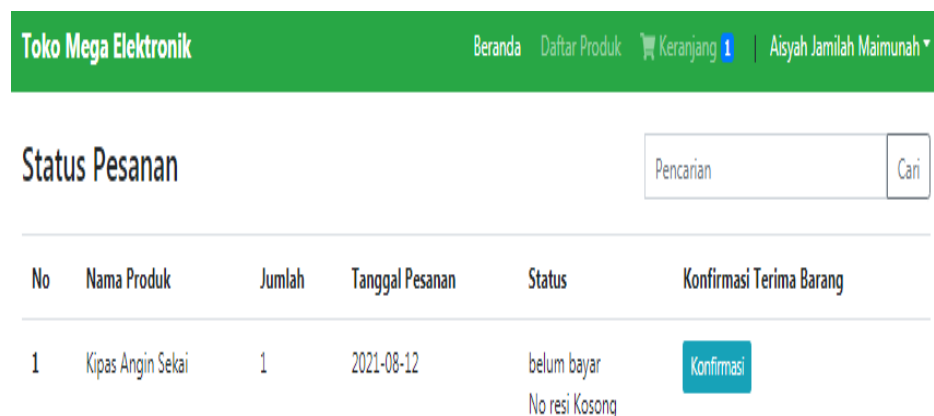 Toko Mega Elektronik Beranda Daftar Produk Keranjang 1 | Aisyah Jamilah Maimunah
Status Pesanan Pencarian Cari
No Nama Produk Jumlah Tanggal Pesanan Status Konfirmasi Terima Barang
1 Kipas Angin Sekai 1 2021-08-12 belum bayar Konfirmasi
No resi Kosong